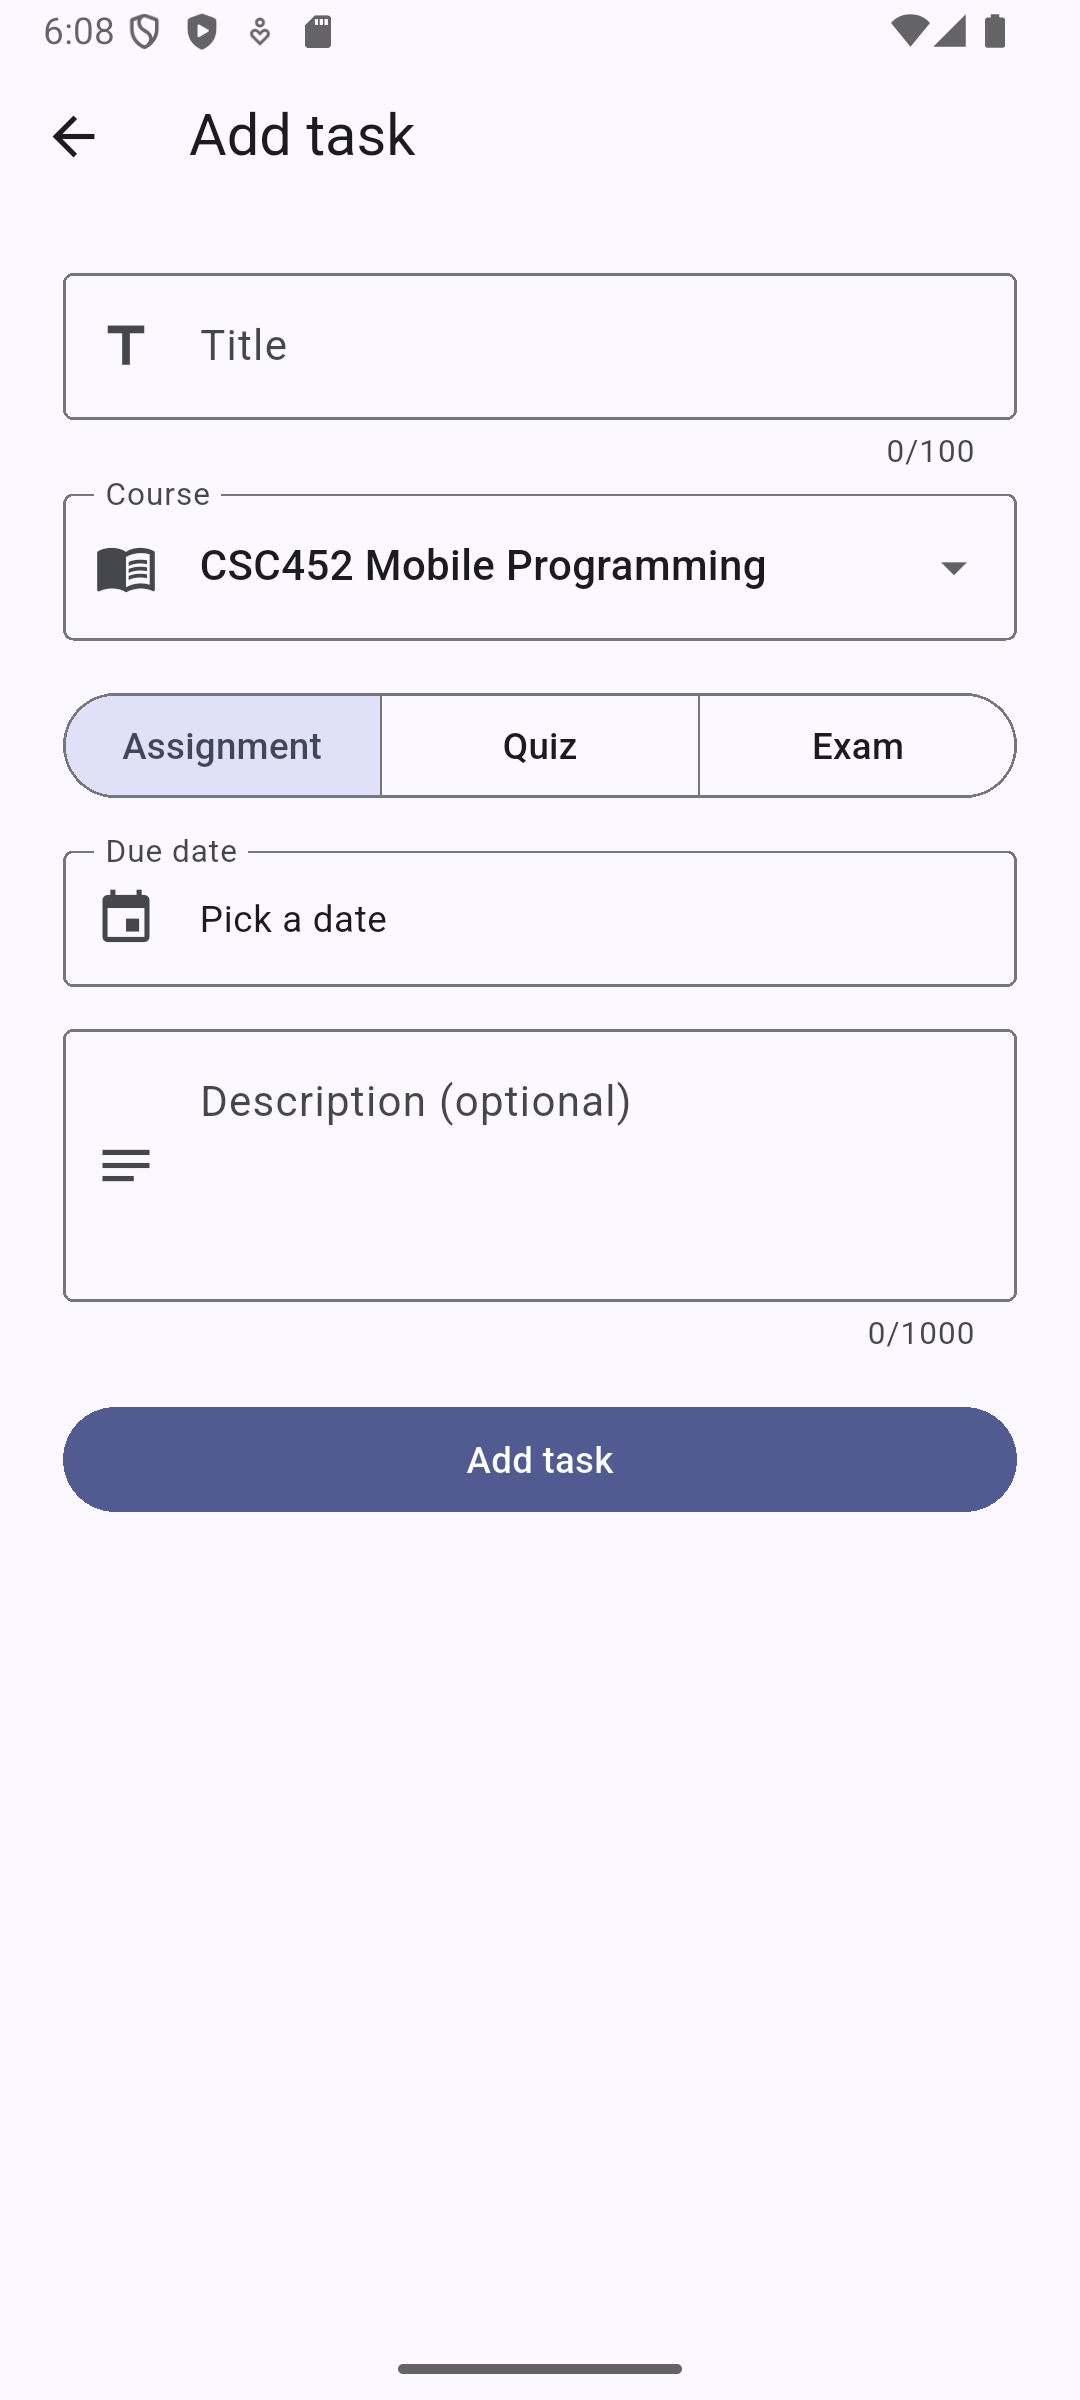 6:08
Add task
Title
0/100
Course
CSC452 Mobile Programming
Assignment Quiz Exam
Due date
Pick a date
Description (optional)
0/1000
Add task